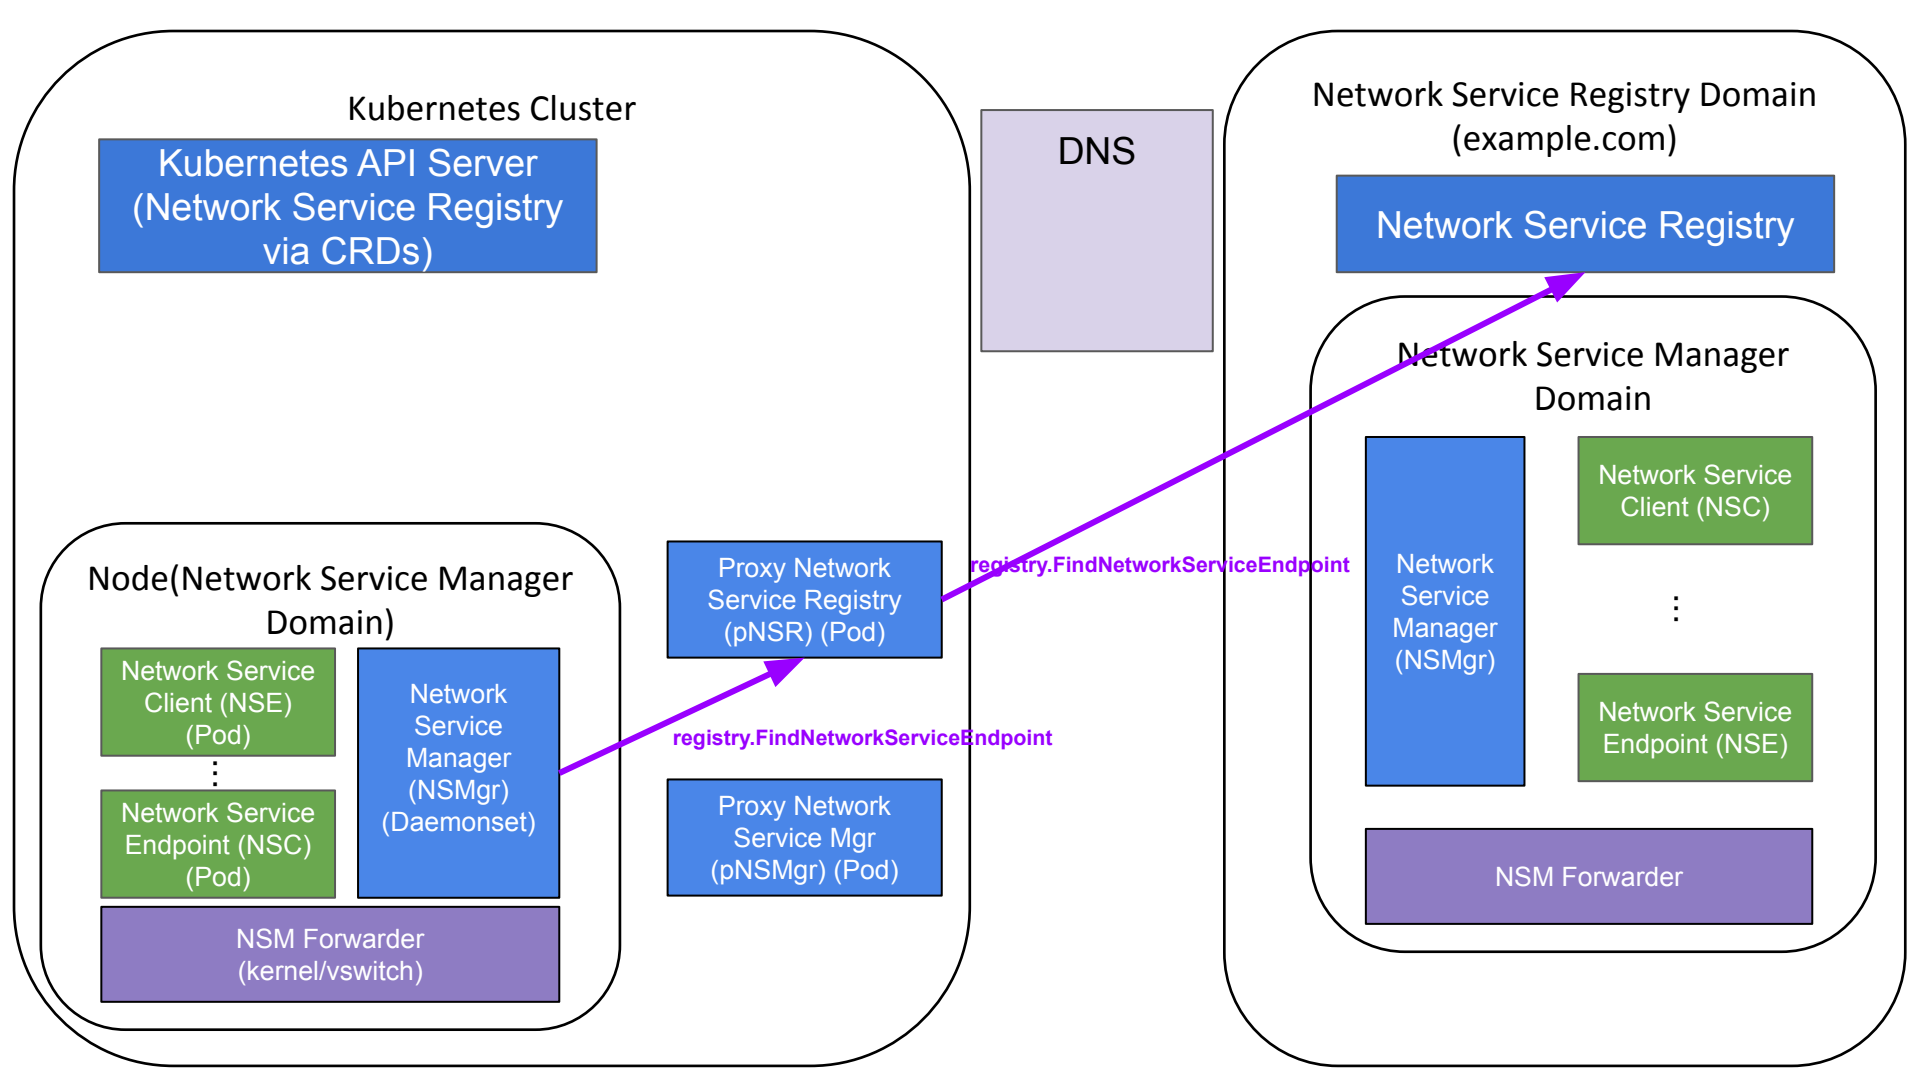 Kubernetes Cluster
Kubernetes API Server
(Network Service Registry
via CRDs)
DNS
Network Service Registry Domain
(example.com)
Network Service Registry
Network Service Manager
Domain
Network
Service
Manager
(NSMgr)
Network Service
Client (NSC)
...
Network Service
Endpoint (NSE)
NSM Forwarder
Proxy Network
Service Registry
(pNSR) (Pod)
registry.FindNetworkServiceEndpoint
registry.FindNetworkServiceEndpoint
Proxy Network
Service Mgr
(pNSMgr) (Pod)
Node(Network Service Manager
Domain)
Network Service
Client (NSE)
(Pod)
...
Network Service
Endpoint (NSC)
(Pod)
Network
Service
Manager
(NSMgr)
(Daemonset)
NSM Forwarder
(kernel/vswitch)